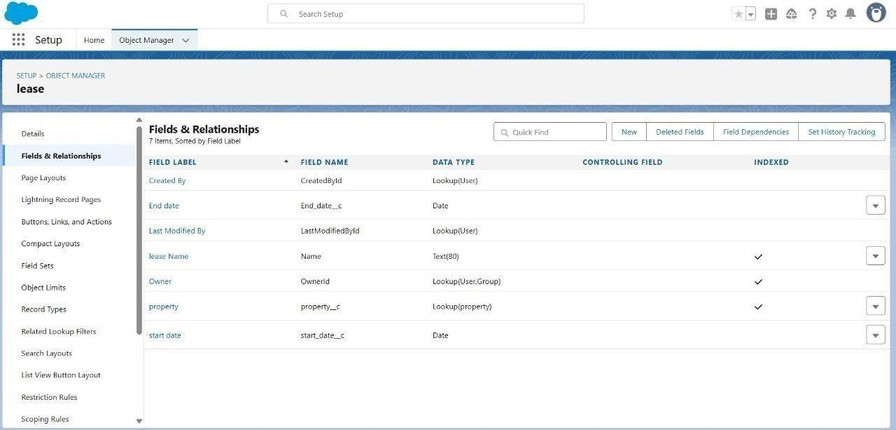 Search Setup
Setup
Home
Object Manager
SETUP > OBJECT MANAGER
lease
Details
Fields & Relationships
Page Layouts
Lightning Record Pages
Buttons, Links, and Actions
Compact Layouts
Field Sets
Object Limits
Record Types
Related Lookup Filters
Search Layouts
List View Button Layout
Restriction Rules
Scoping Rules
Fields & Relationships
7 Items, Sorted by Field Label
Quick Find
New
Deleted Fields
Field Dependencies
Set History Tracking
FIELD LABEL FIELD NAME DATA TYPE CONTROLLING FIELD INDEXED
Created By CreatedById Lookup(User)
End date End_date__c Date
Last Modified By LastModifiedById Lookup(User)
lease Name Name Text(80)
Owner OwnerId Lookup(User,Group)
property property__c Lookup(property)
start date start_date__c Date